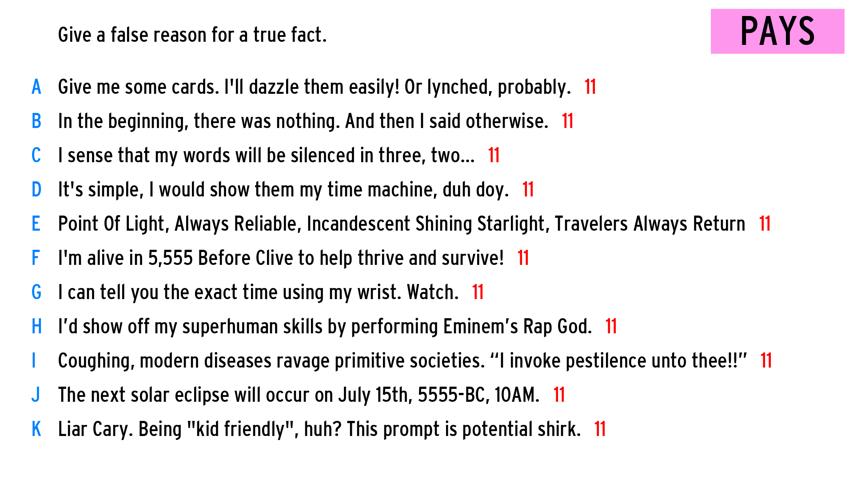 Give a false reason for a true fact.
PAYS
A Give me some cards. I'll dazzle them easily! Or lynched, probably. 11
B In the beginning, there was nothing. And then I said otherwise. 11
C I sense that my words will be silenced in three, two... 11
D It's simple, I would show them my time machine, duh doy. 11
E Point Of Light, Always Reliable, Incandescent Shining Starlight, Travelers Always Return 11
F I'm alive in 5,555 Before Clive to help thrive and survive! 11
G I can tell you the exact time using my wrist. Watch. 11
H I’d show off my superhuman skills by performing Eminem’s Rap God. 11
I Coughing, modern diseases ravage primitive societies. “I invoke pestilence unto thee!!” 11
J The next solar eclipse will occur on July 15th, 5555-BC, 10AM. 11
K Liar Cary. Being "kid friendly", huh? This prompt is potential shirk. 11